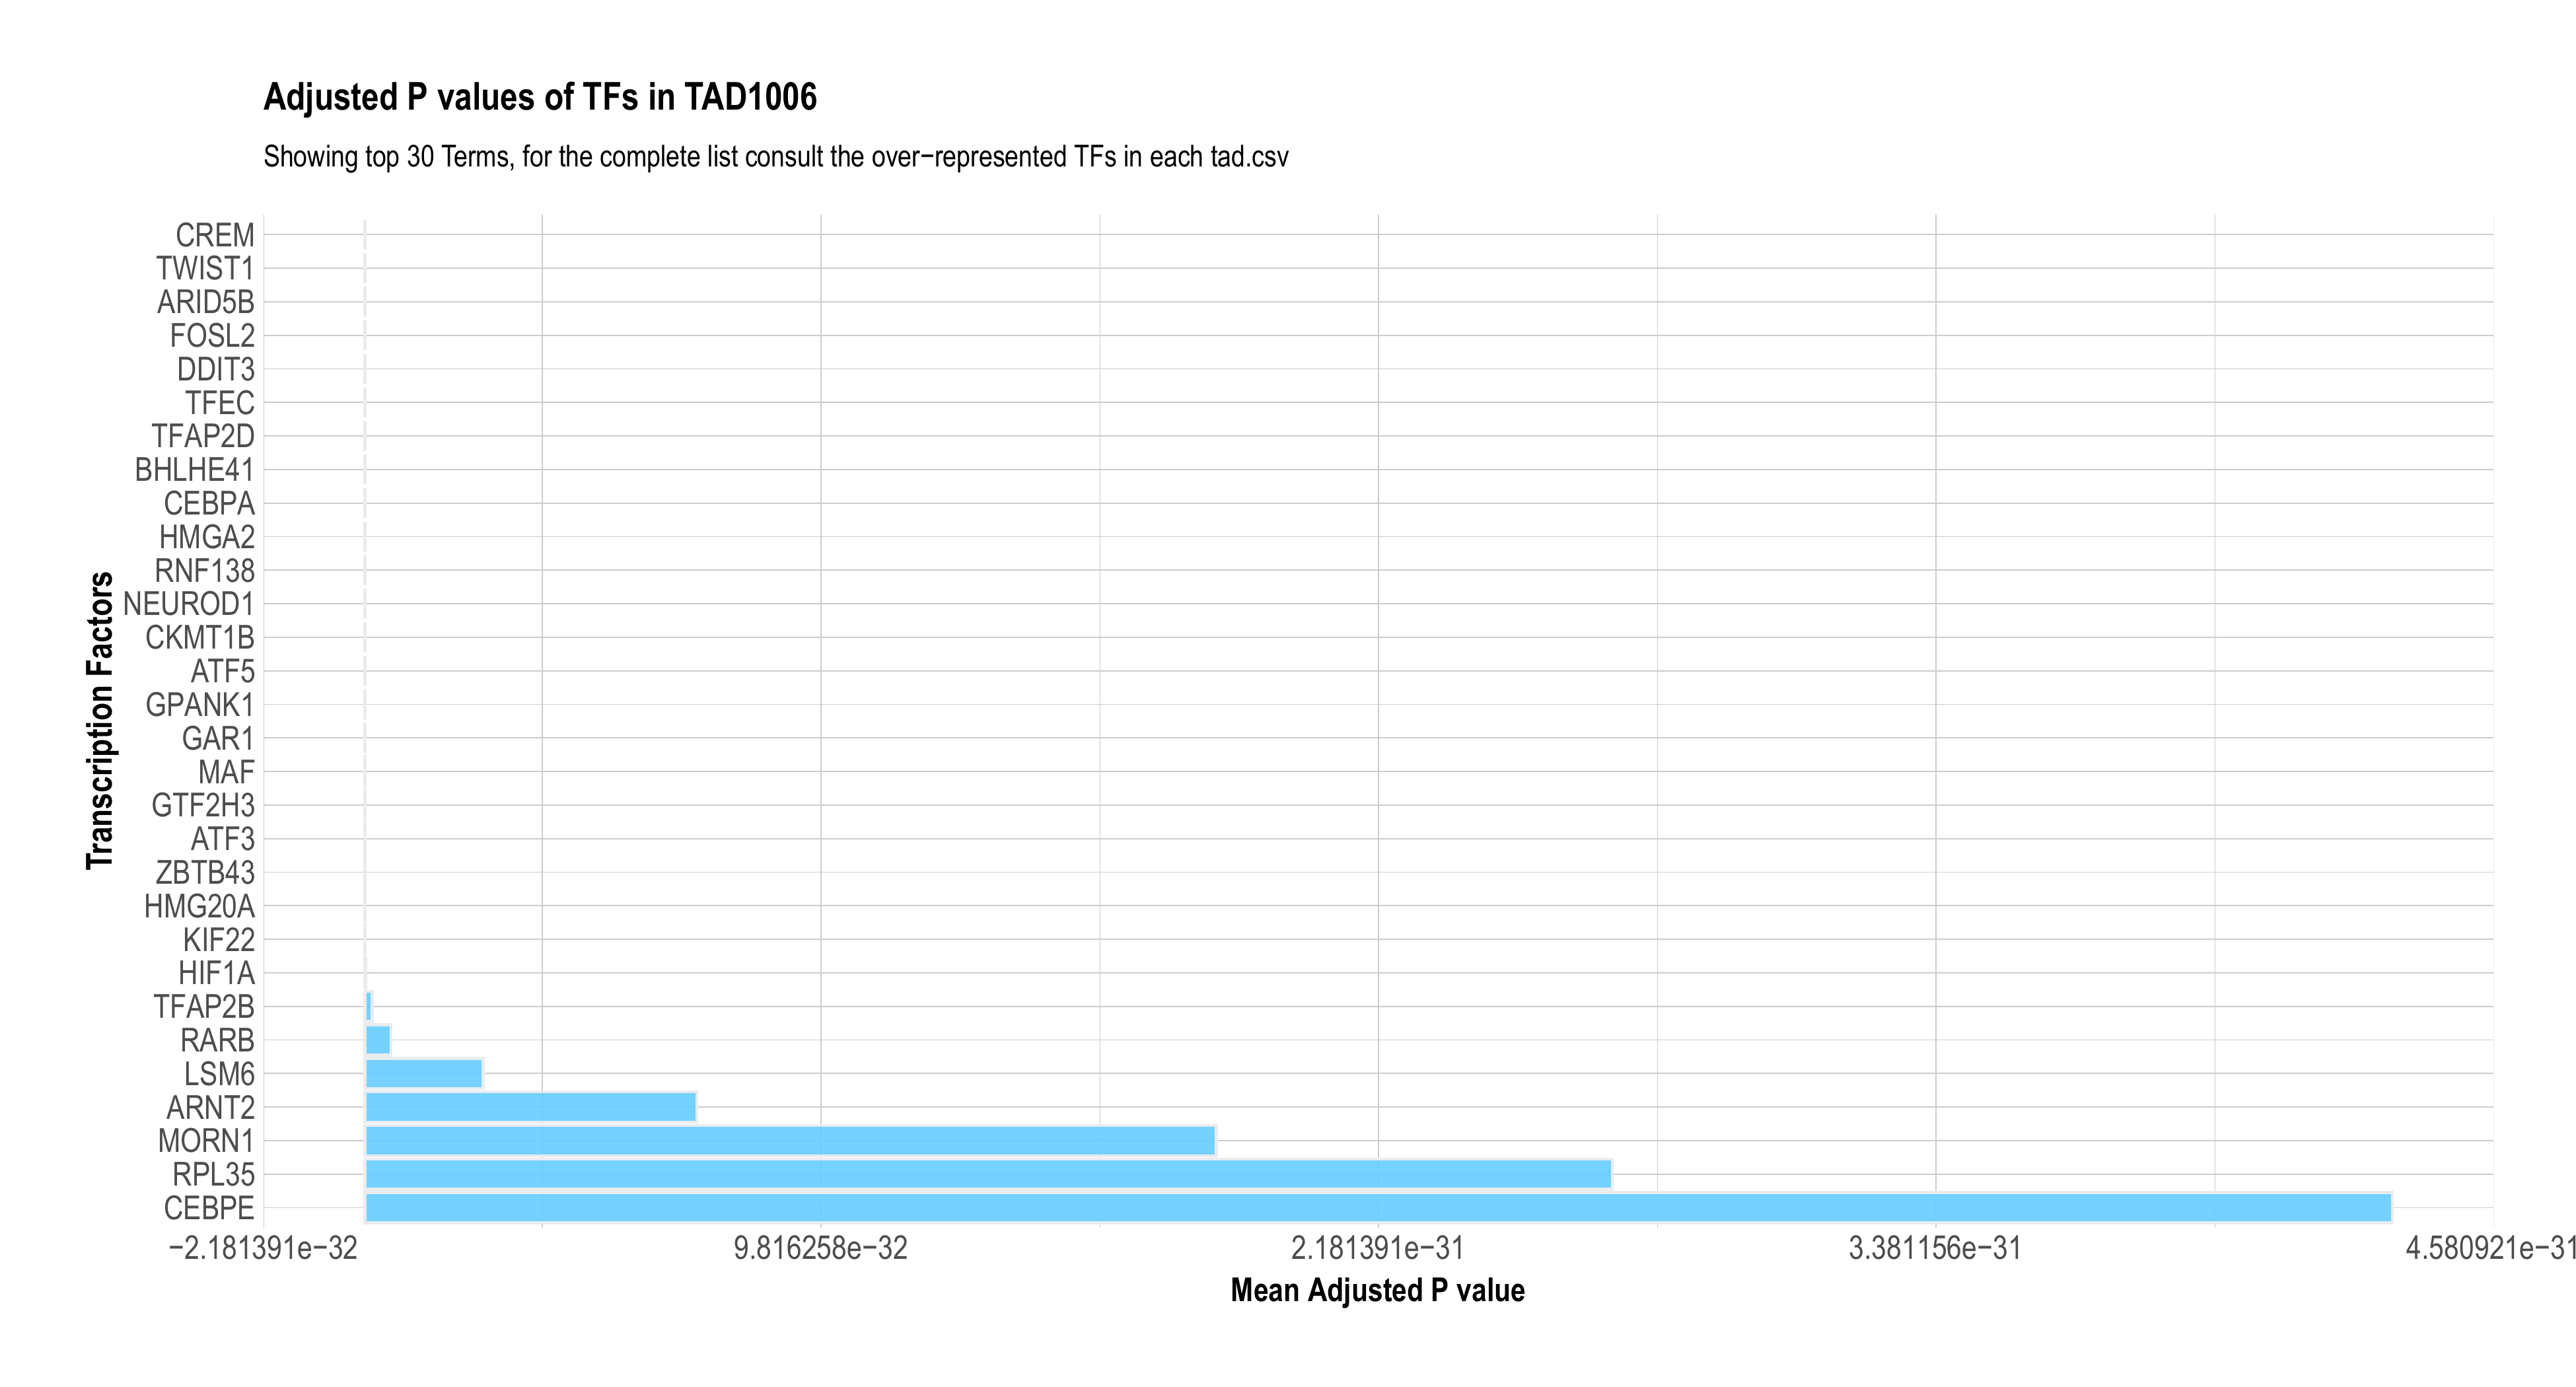 Adjusted P values of TFs in TAD1006
Showing top 30 Terms, for the complete list consult the over−represented TFs in each tad.csv
Transcription Factors
CREM
TWIST1
ARID5B
FOSL2
DDIT3
TFEC
TFAP2D
BHLHE41
CEBPA
HMGA2
RNF138
NEUROD1
CKMT1B
ATF5
GPANK1
GAR1
MAF
GTF2H3
ATF3
ZBTB43
HMG20A
KIF22
HIF1A
TFAP2B
RARB
LSM6
ARNT2
MORN1
RPL35
CEBPE
−2.181391e−32 9.816258e−32 2.181391e−31 3.381156e−31 4.580921e−31
Mean Adjusted P value